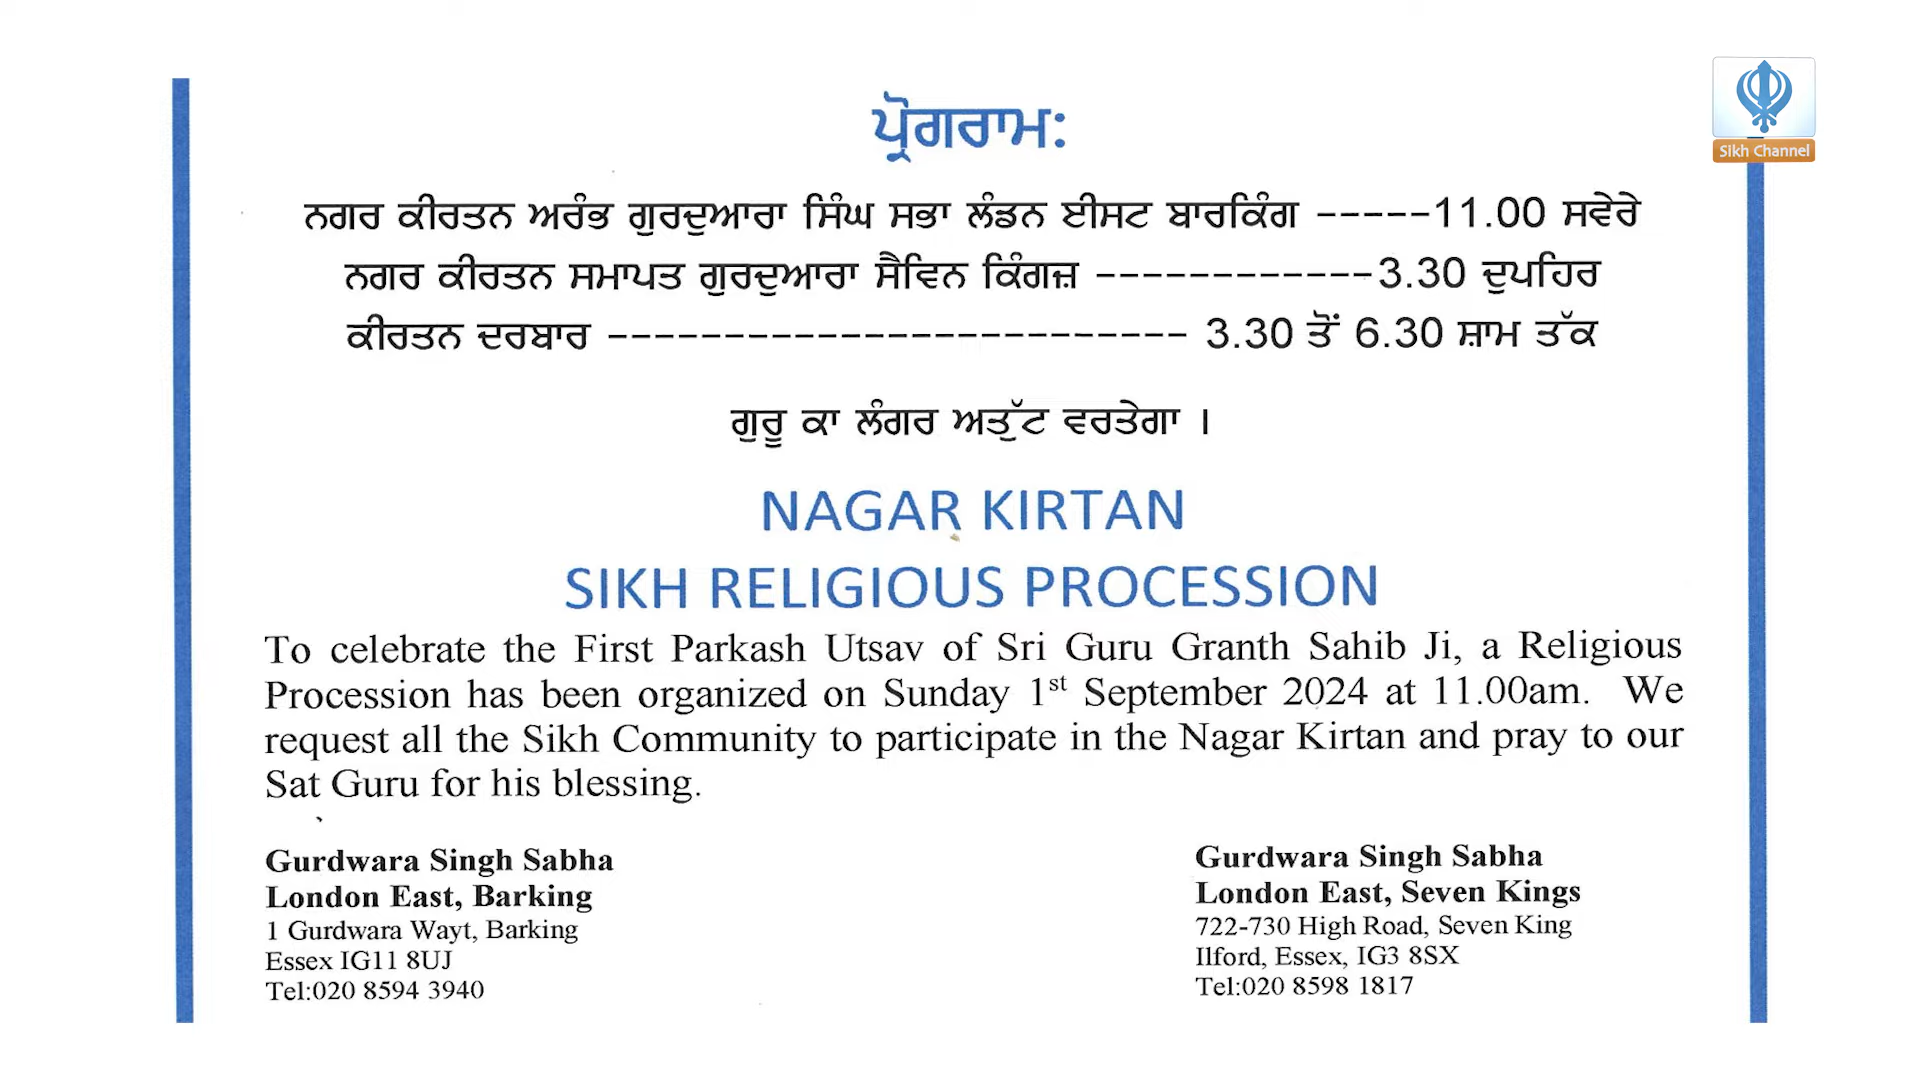 Sikh Channel
ਪ੍ਰੋਗਰਾਮ:
ਨਗਰ ਕੀਰਤਨ ਅਰੰਭ ਗੁਰਦੁਆਰਾ ਸਿੰਘ ਸਭਾ ਲੰਡਨ ਈਸਟ ਬਾਰਕਿੰਗ -----11.00 ਸਵੇਰੇ
ਨਗਰ ਕੀਰਤਨ ਸਮਾਪਤ ਗੁਰਦੁਆਰਾ ਸੈਵਿਨ ਕਿੰਗਜ਼ ------------3.30 ਦੁਪਹਿਰ
ਕੀਰਤਨ ਦਰਬਾਰ ------------------------- 3.30 ਤੋਂ 6.30 ਸ਼ਾਮ ਤੱਕ
ਗੁਰੂ ਕਾ ਲੰਗਰ ਅਤੁੱਟ ਵਰਤੇਗਾ ।
NAGAR KIRTAN
SIKH RELIGIOUS PROCESSION
To celebrate the First Parkash Utsav of Sri Guru Granth Sahib Ji, a Religious
Procession has been organized on Sunday 1st September 2024 at 11.00am. We
request all the Sikh Community to participate in the Nagar Kirtan and pray to our
Sat Guru for his blessing.
Gurdwara Singh Sabha
London East, Barking
1 Gurdwara Wayt, Barking
Essex IG11 8UJ
Tel:020 8594 3940
Gurdwara Singh Sabha
London East, Seven Kings
722-730 High Road, Seven King
Ilford, Essex, IG3 8SX
Tel:020 8598 1817